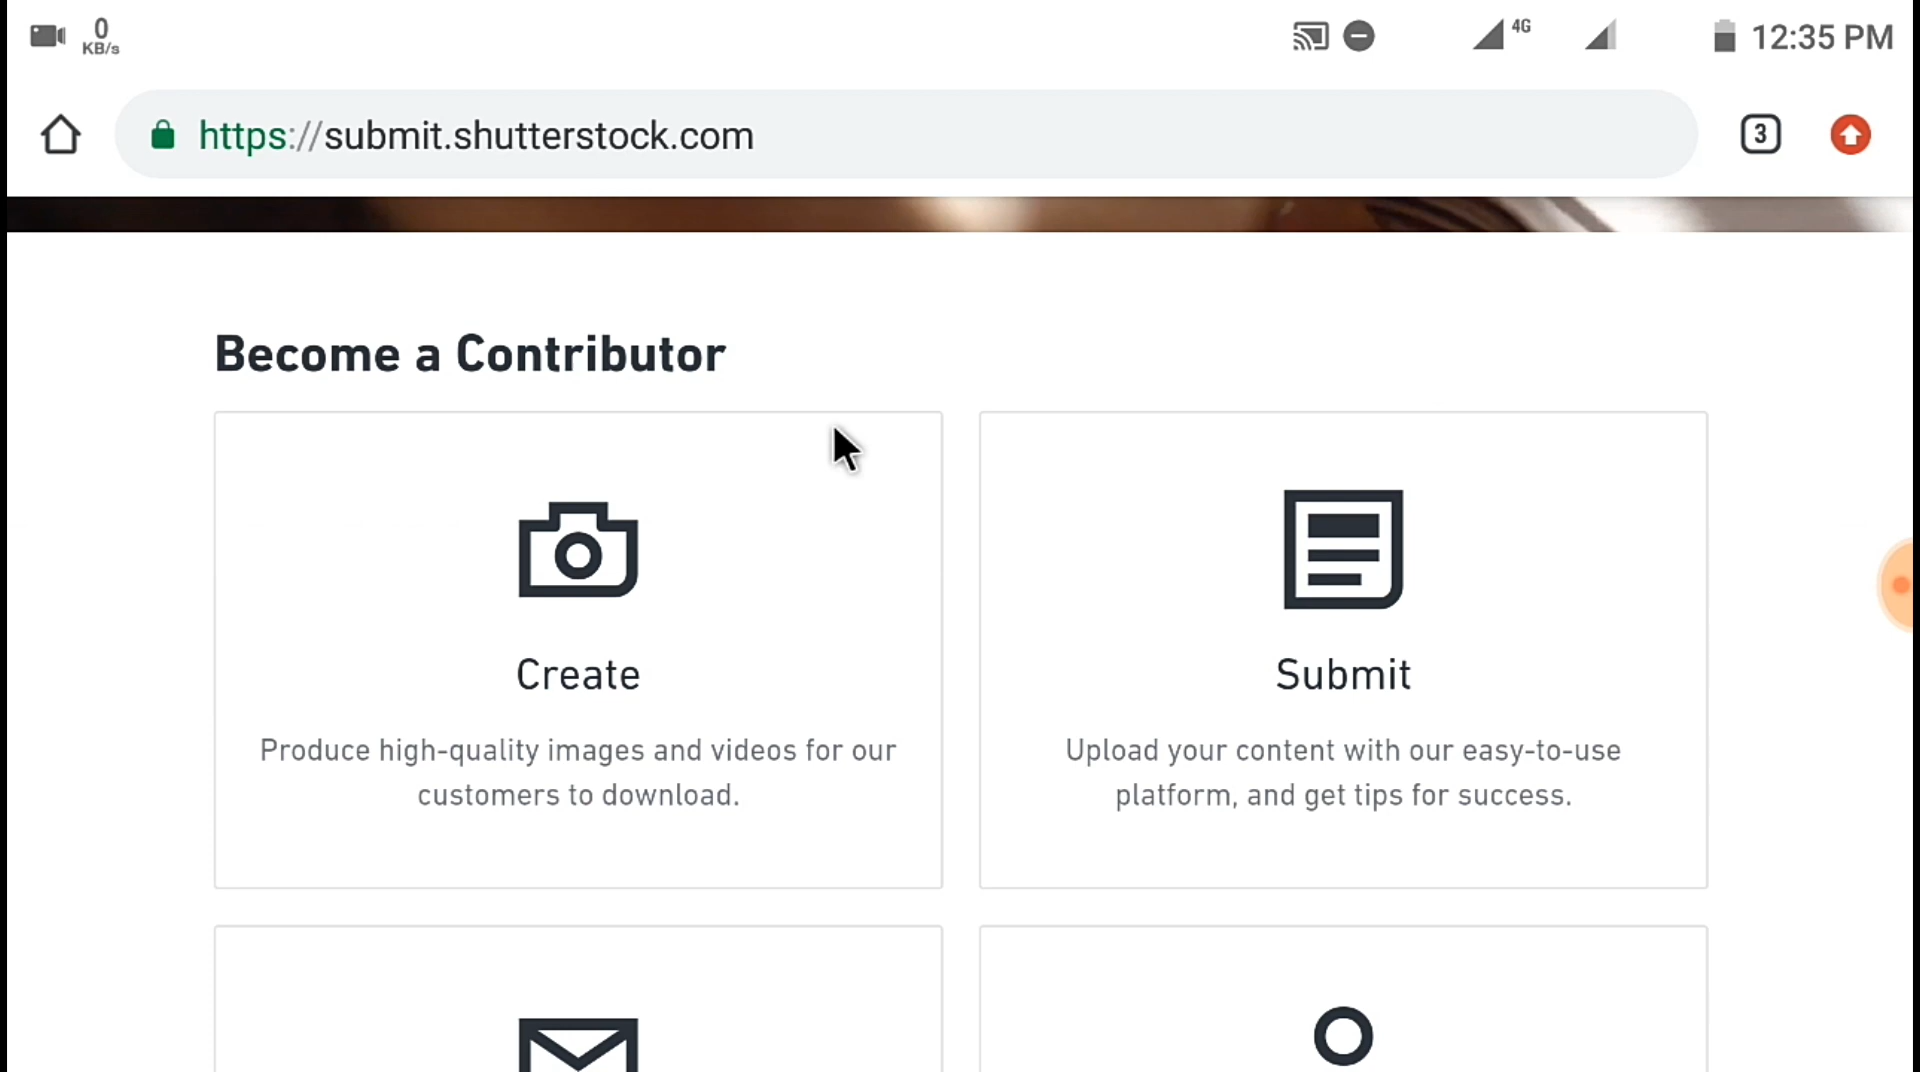 0
KB/s
4G
12:35 PM
https://submit.shutterstock.com
3
Become a Contributor
Create
Produce high-quality images and videos for our
customers to download.
Submit
Upload your content with our easy-to-use
platform, and get tips for success.